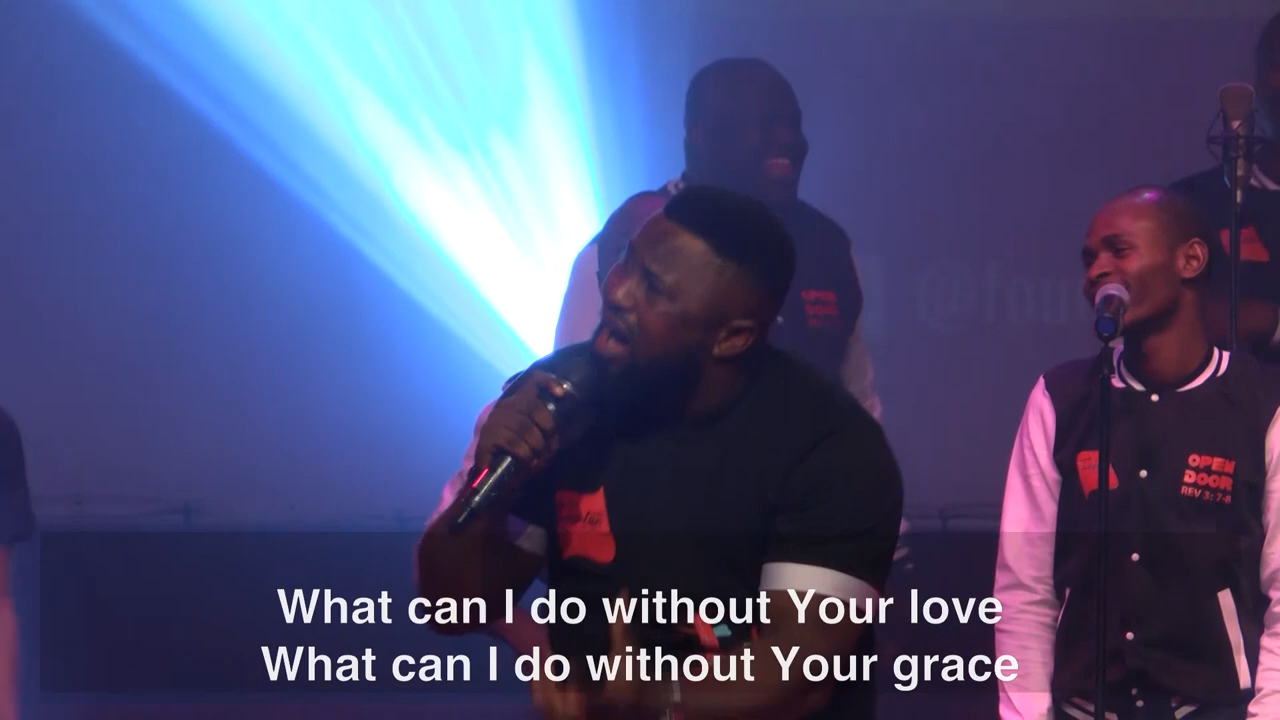 OPEN
DOOR
REV 3: 7-8
What can I do without Your love
What can I do without Your grace